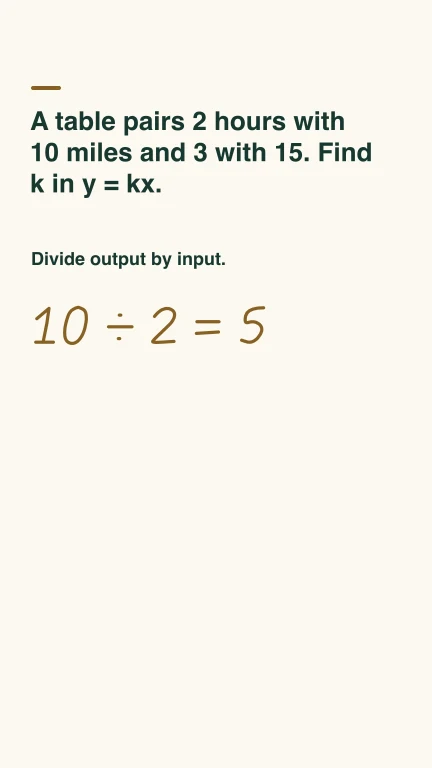 A table pairs 2 hours with
10 miles and 3 with 15. Find
k in y = kx.
Divide output by input.
10 ÷ 2 = 5